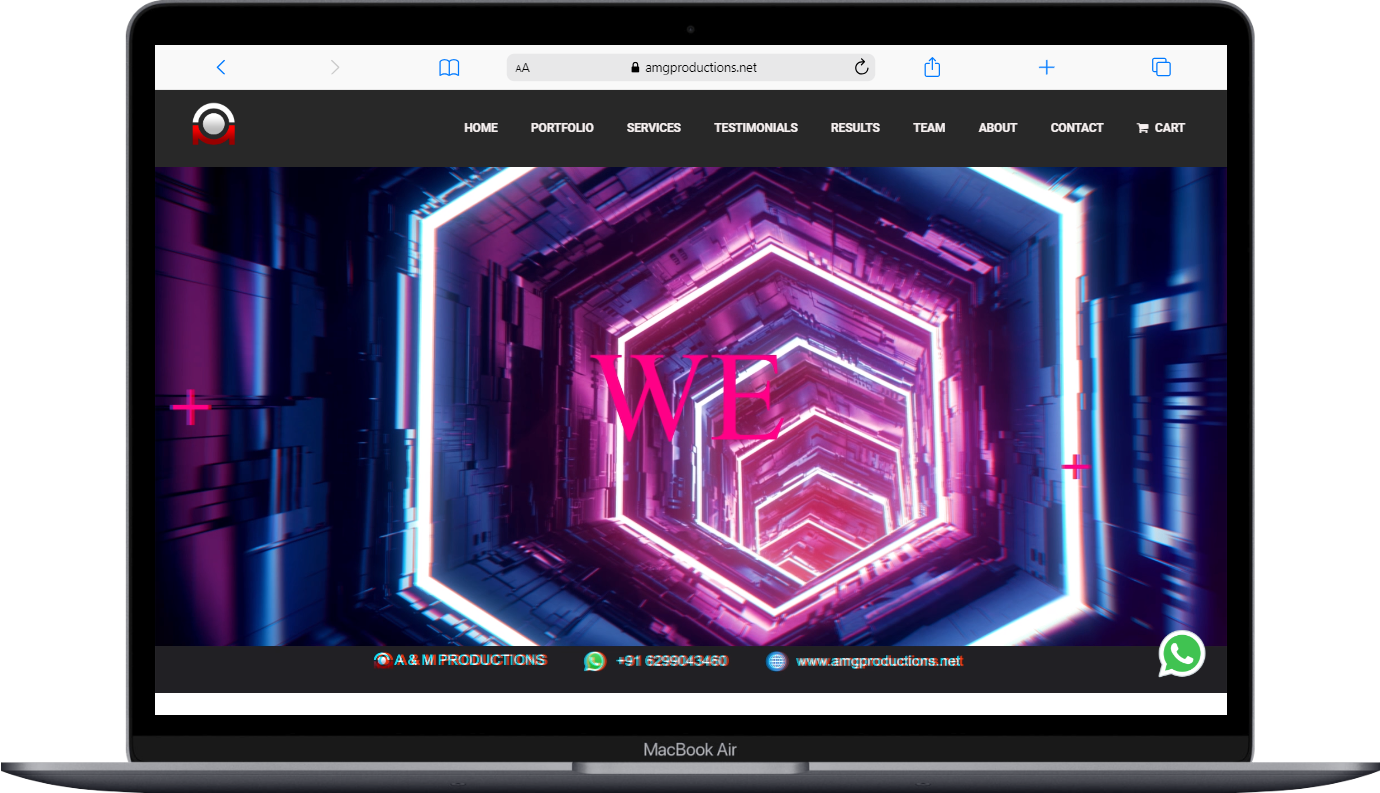 AA amgproductions.net
HOME PORTFOLIO SERVICES TESTIMONIALS RESULTS TEAM ABOUT CONTACT CART
WE
A & M PRODUCTIONS +91 6299043460 www.amgproductions.net
MacBook Air